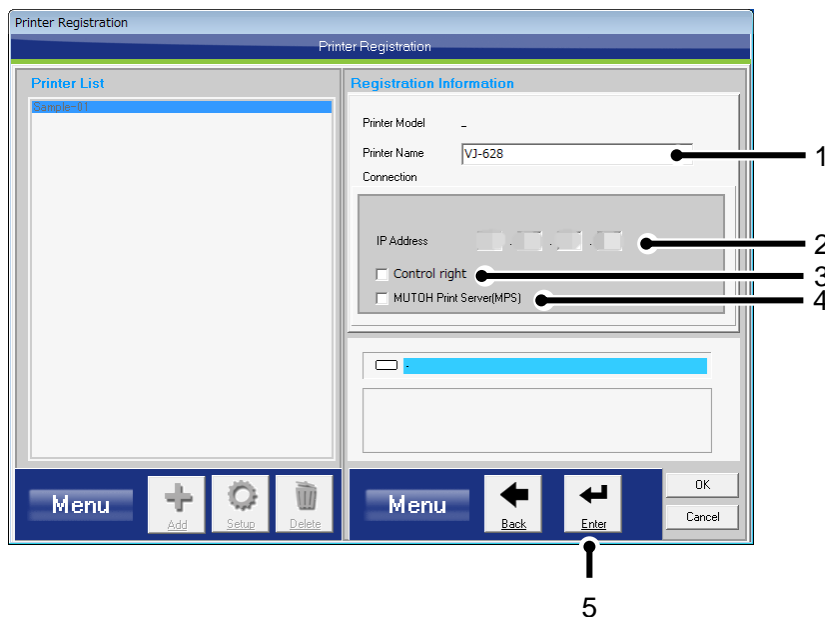 Printer Registration
Printer Registration
Printer List
Sample-01
Registration Information
Printer Model -
Printer Name VJ-628
1
Connection
IP Address . . .
2
Control right
3
MUTOH Print Server(MPS)
4
-
Menu
Add
Setup
Delete
Menu
Back
Enter
OK
Cancel
5